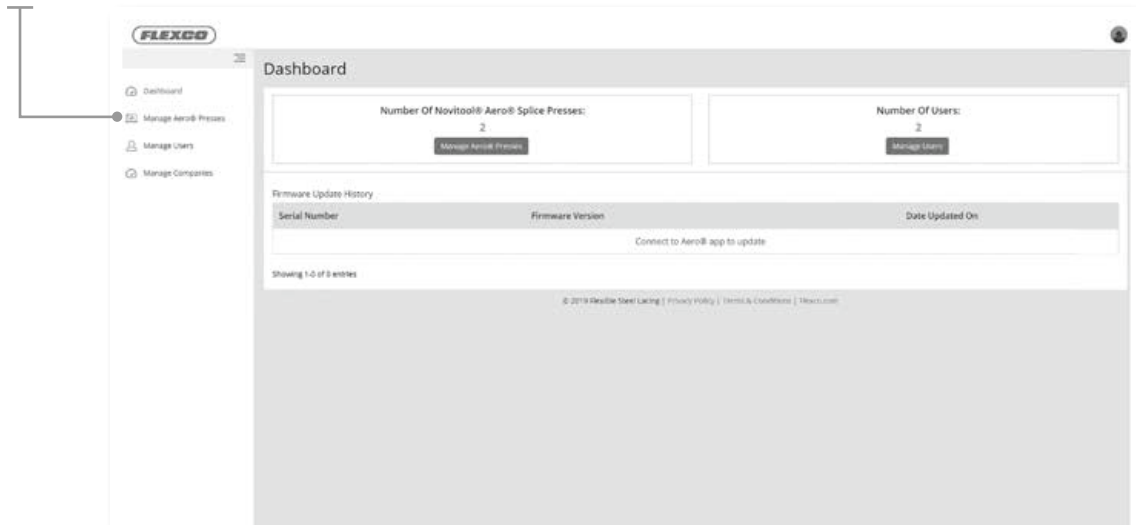 FLEXCO
Dashboard
Dashboard
Manage Aero® Presses
Manage Users
Manage Companies
Number Of Novitool® Aero® Splice Presses:
2
Manage Aero® Presses
Number Of Users:
2
Manage Users
Firmware Update History
Serial Number Firmware Version Date Updated On
Connect to Aero® app to update
Showing 1-0 of 0 entries
© 2019 Flexible Steel Lacing | Privacy Policy | Terms & Conditions | Flexco.com